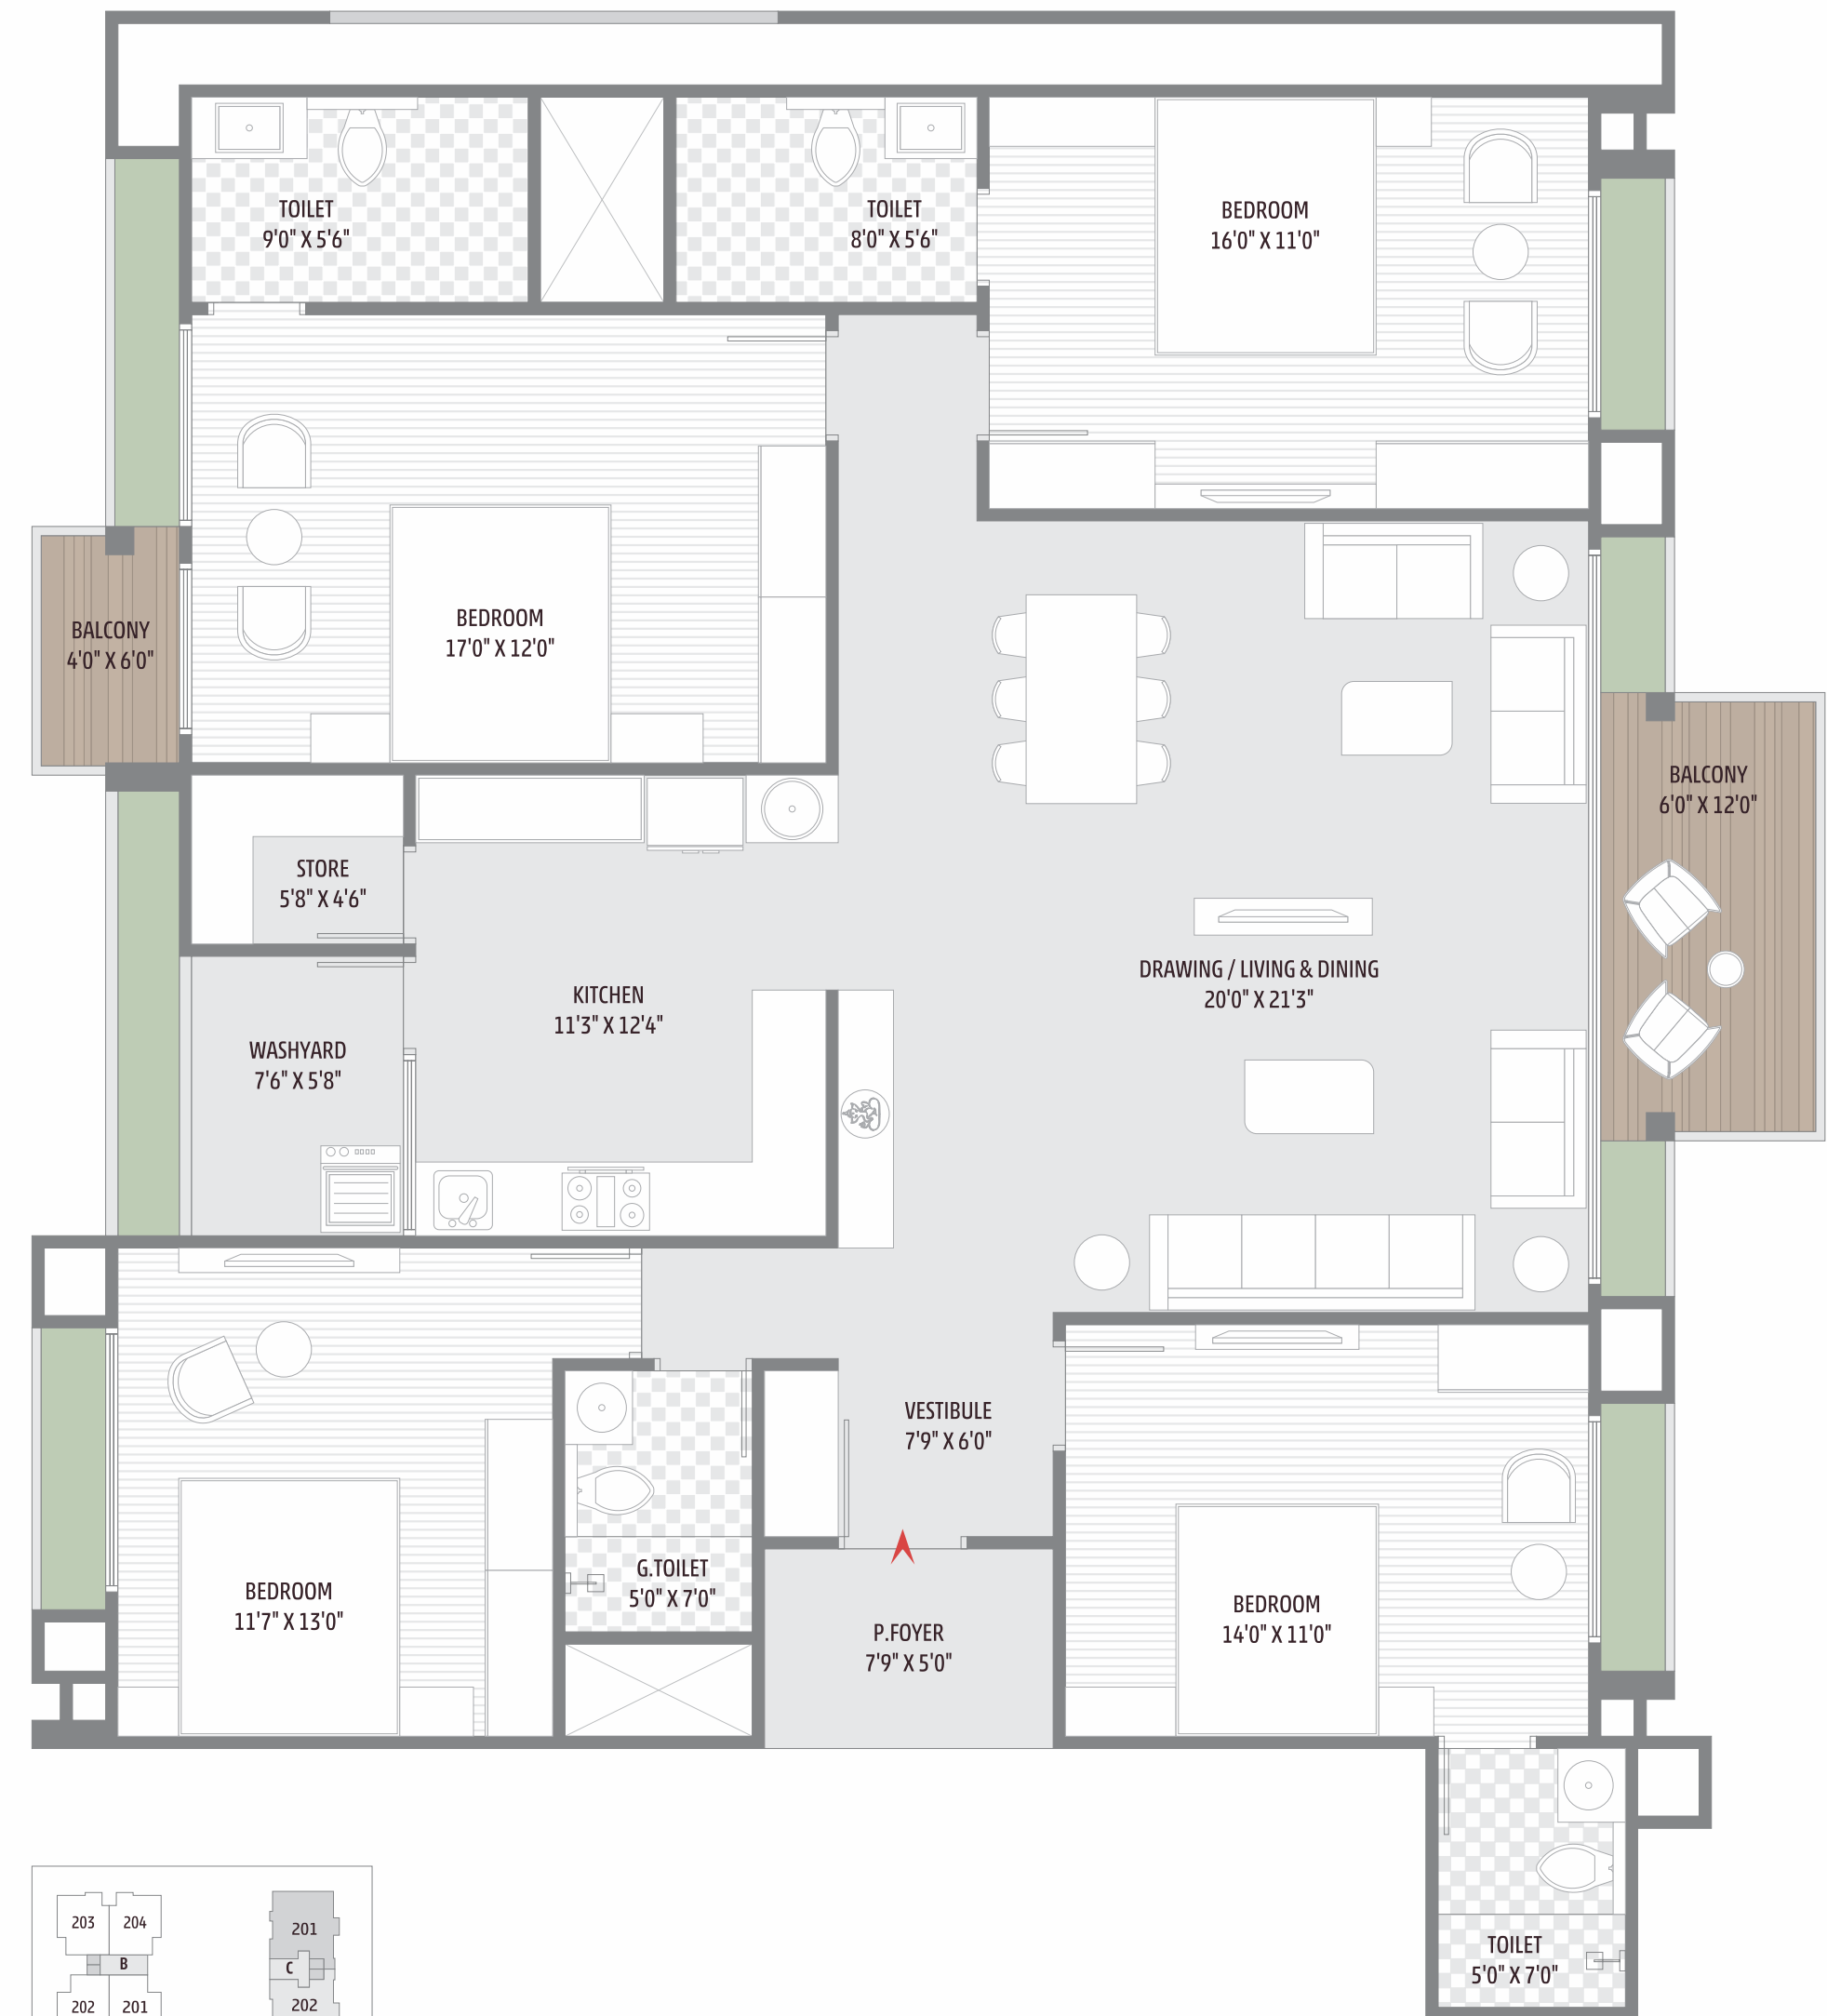 TOILET
9'0" X 5'6"
TOILET
8'0" X 5'6"
BEDROOM
16'0" X 11'0"
BALCONY
4'0" X 6'0"
BEDROOM
17'0" X 12'0"
BALCONY
6'0" X 12'0"
STORE
5'8" X 4'6"
KITCHEN
11'3" X 12'4"
DRAWING / LIVING & DINING
20'0" X 21'3"
WASHYARD
7'6" X 5'8"
VESTIBULE
7'9" X 6'0"
G.TOILET
5'0" X 7'0"
BEDROOM
11'7" X 13'0"
P.FOYER
7'9" X 5'0"
BEDROOM
14'0" X 11'0"
TOILET
5'0" X 7'0"
203 204
B
202 201
201
C
202